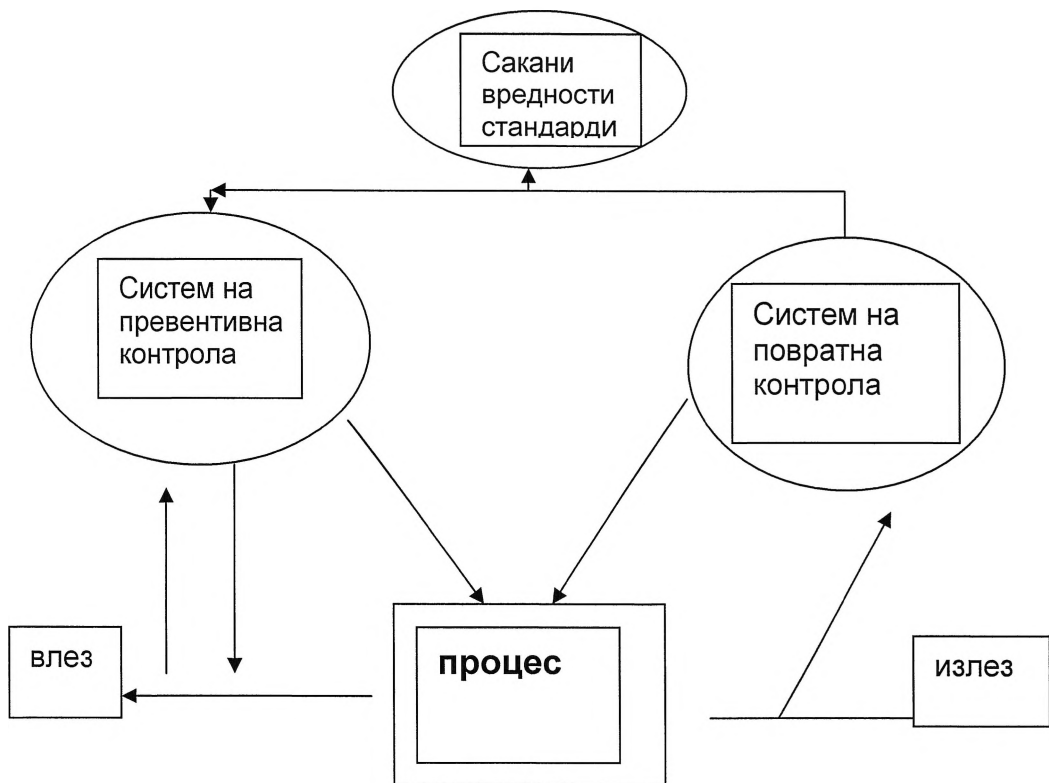 Сакани
вредности
стандарди
Систем на
превентивна
контрола
Систем на
повратна
контрола
влез
процес
излез